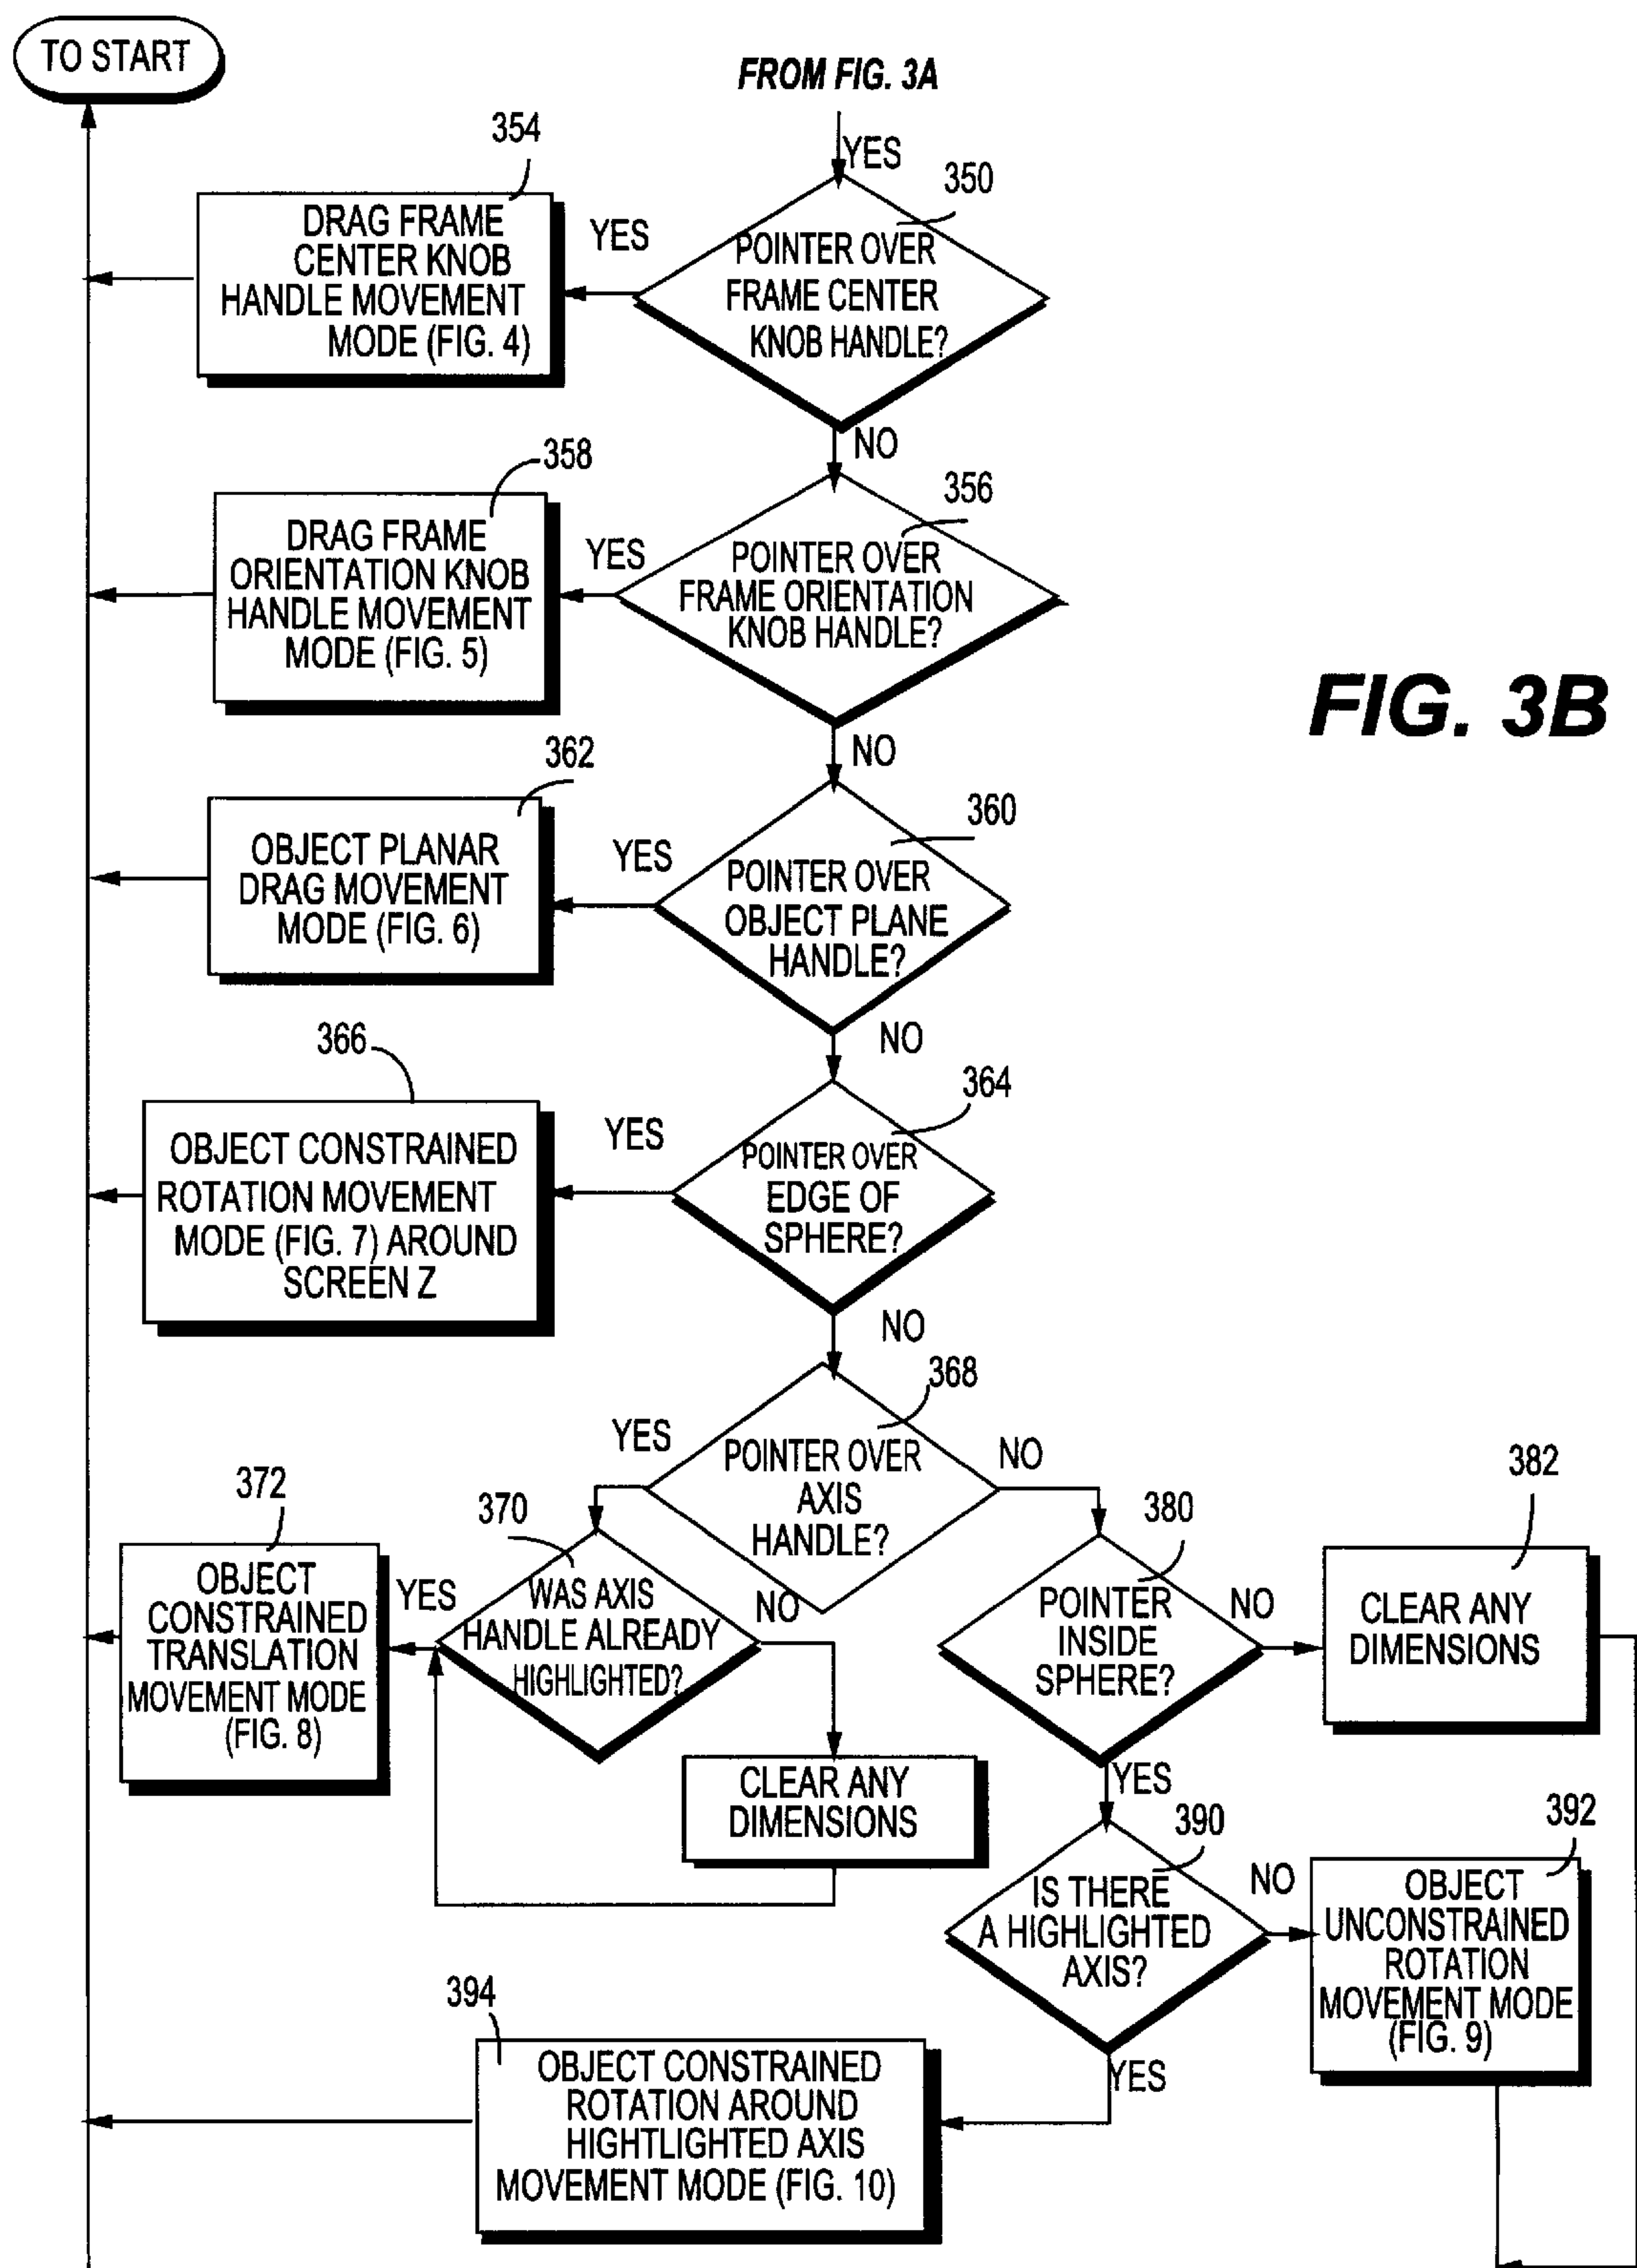 TO START
FROM FIG. 3A
YES
350
POINTER OVER
FRAME CENTER
KNOB HANDLE?
YES
354
DRAG FRAME
CENTER KNOB
HANDLE MOVEMENT
MODE (FIG. 4)
NO
356
POINTER OVER
FRAME ORIENTATION
KNOB HANDLE?
YES
358
DRAG FRAME
ORIENTATION KNOB
HANDLE MOVEMENT
MODE (FIG. 5)
FIG. 3B
NO
360
POINTER OVER
OBJECT PLANE
HANDLE?
YES
362
OBJECT PLANAR
DRAG MOVEMENT
MODE (FIG. 6)
NO
364
POINTER OVER
EDGE OF
SPHERE?
YES
366
OBJECT CONSTRAINED
ROTATION MOVEMENT
MODE (FIG. 7) AROUND
SCREEN Z
NO
368
POINTER OVER
AXIS
HANDLE?
YES
NO
370
WAS AXIS
HANDLE ALREADY
HIGHLIGHTED?
YES
372
OBJECT
CONSTRAINED
TRANSLATION
MOVEMENT MODE
(FIG. 8)
NO
CLEAR ANY
DIMENSIONS
380
POINTER
INSIDE
SPHERE?
NO
382
CLEAR ANY
DIMENSIONS
YES
390
IS THERE
A HIGHLIGHTED
AXIS?
NO
392
OBJECT
UNCONSTRAINED
ROTATION
MOVEMENT MODE
(FIG. 9)
YES
394
OBJECT CONSTRAINED
ROTATION AROUND
HIGHTLIGHTED AXIS
MOVEMENT MODE (FIG. 10)